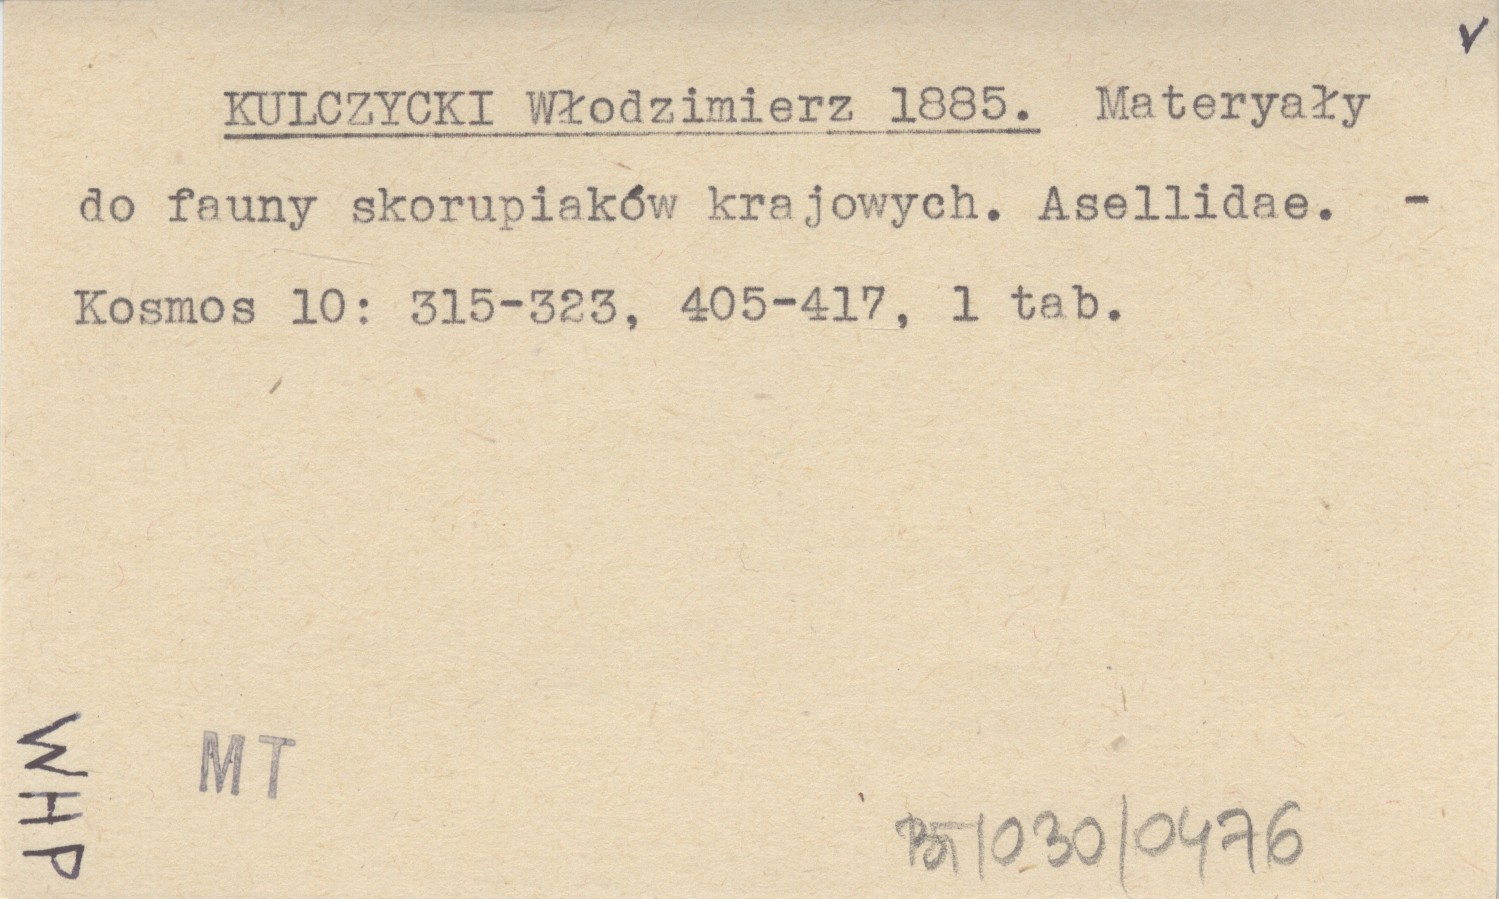 KULCZYCKI Włodzimierz 1885. Materyały
do fauny skorupiaków krajowych. Asellidae. -
Kosmos 10: 315-323, 405-417, 1 tab.
WHP
MT
BT/030/0476